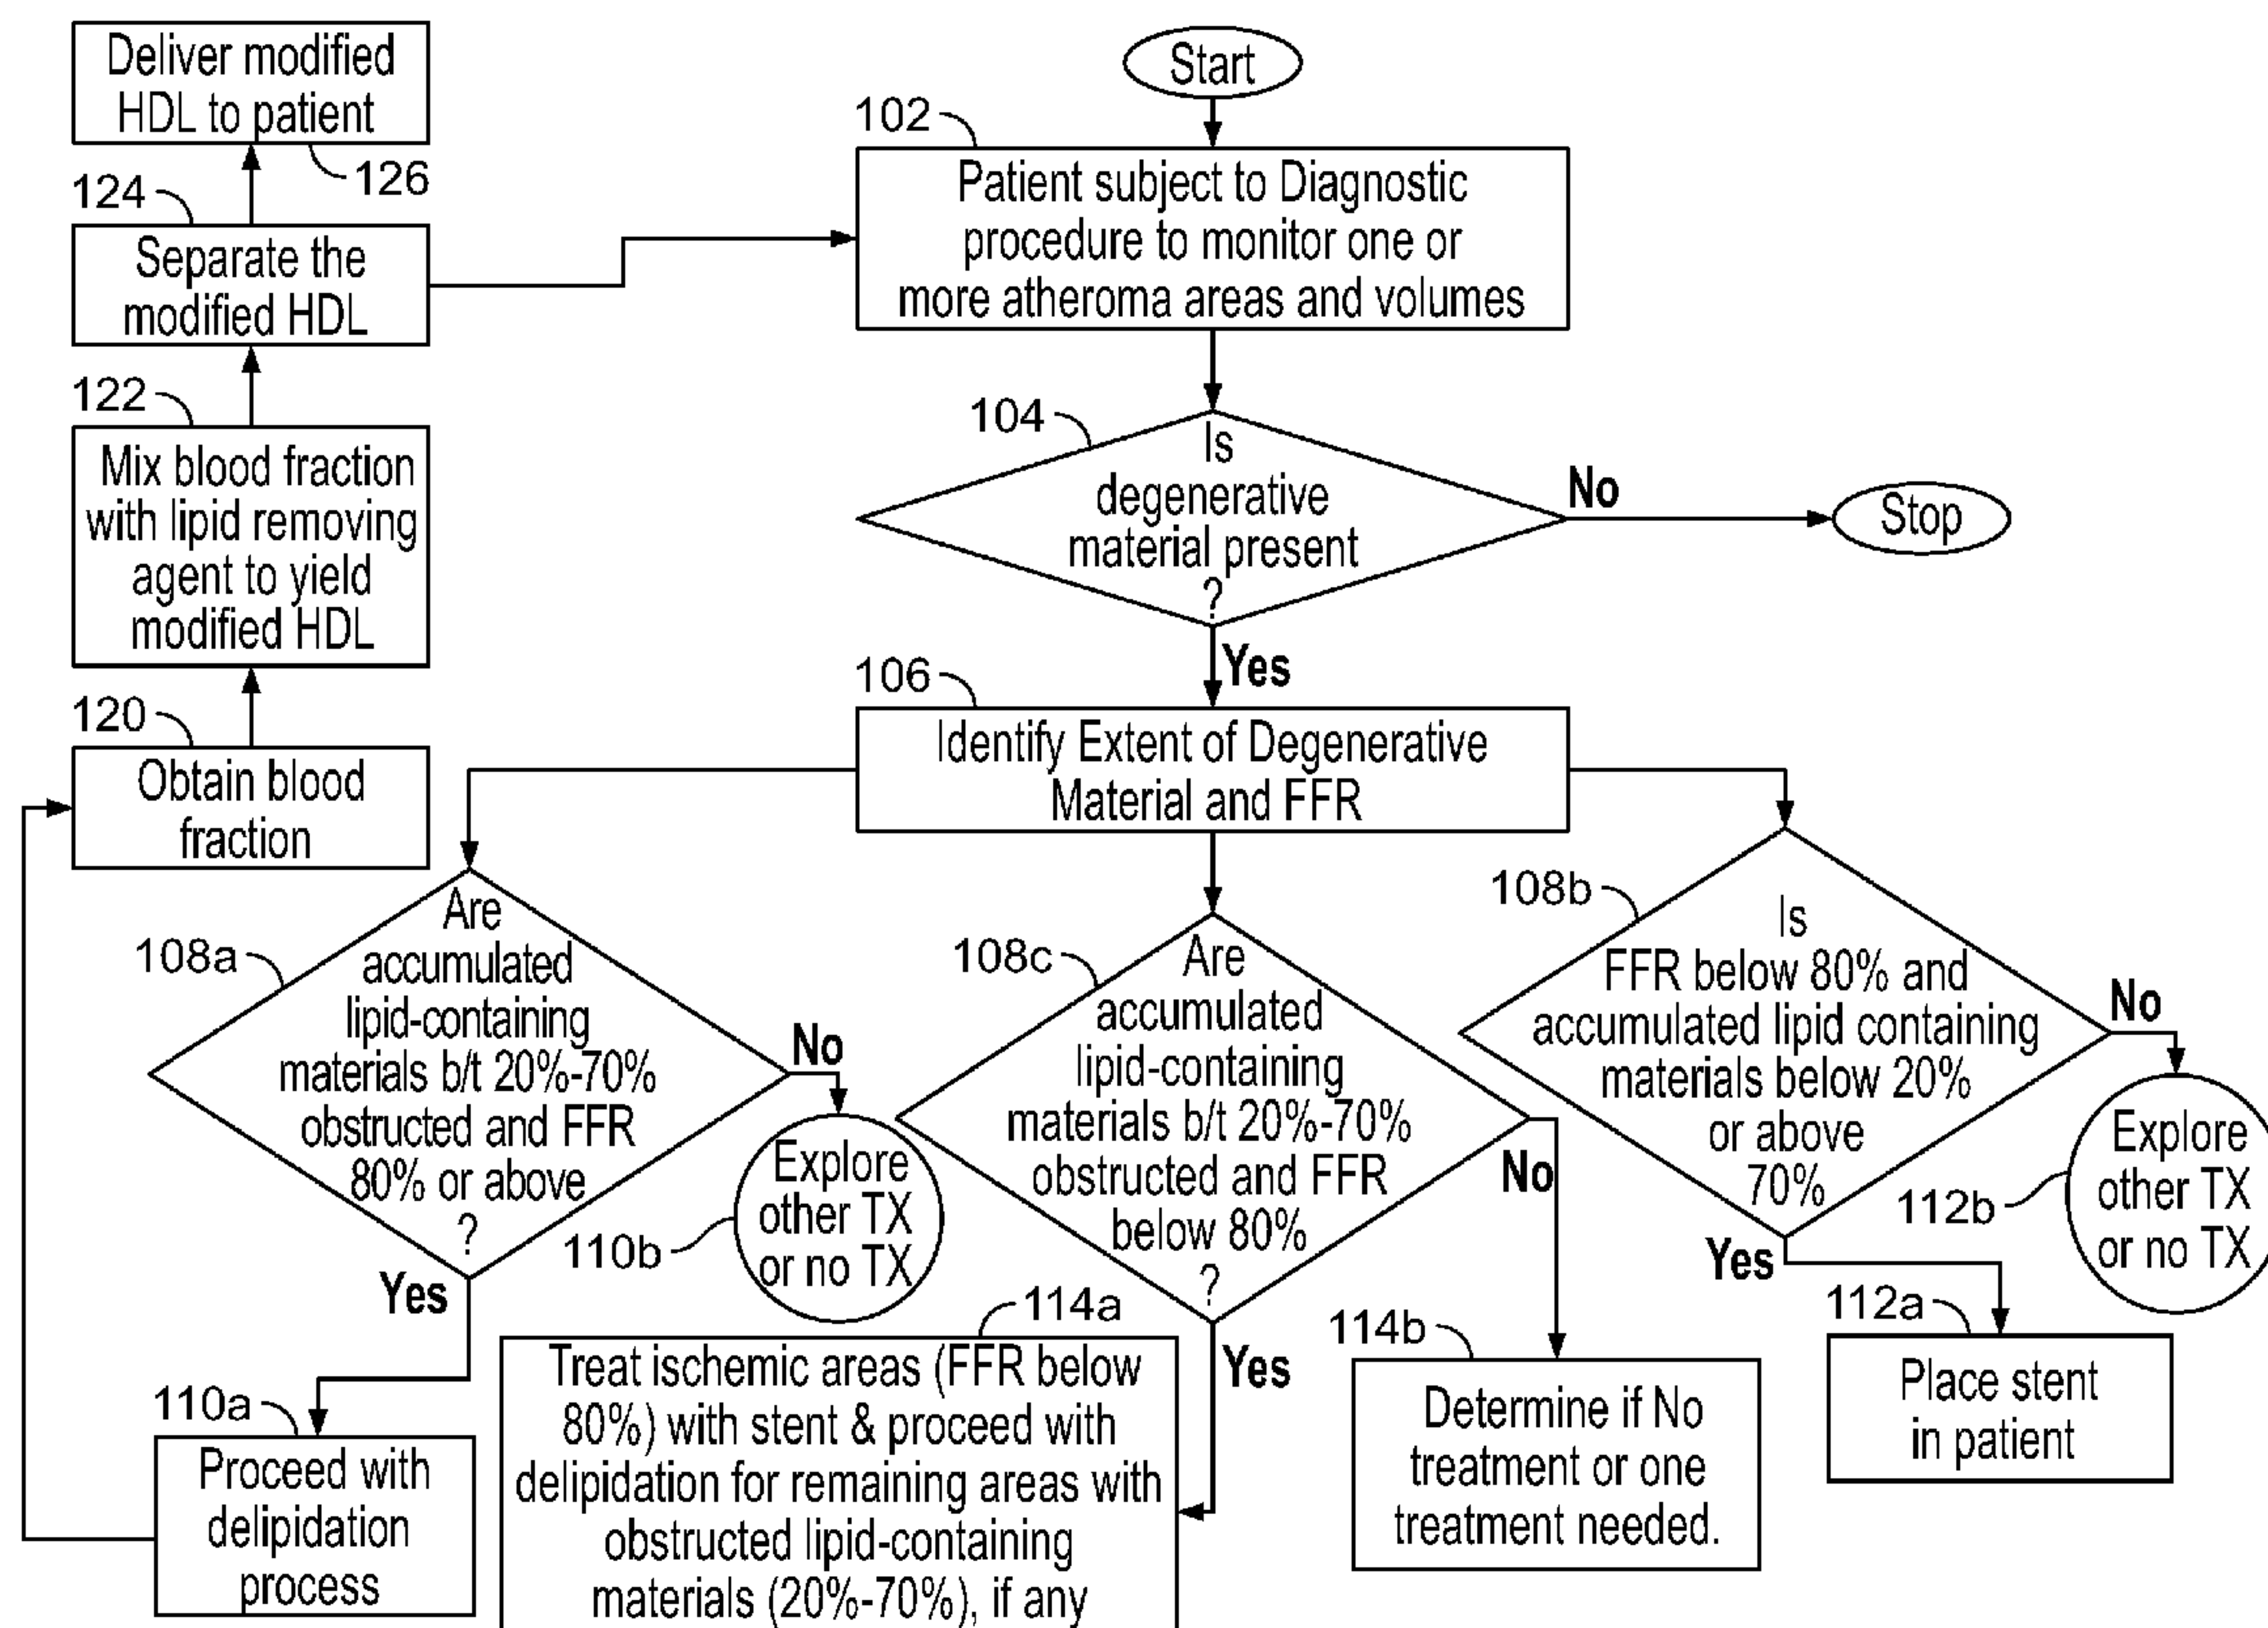 Deliver modified
HDL to patient
126
124
Separate the
modified HDL
122
Mix blood fraction
with lipid removing
agent to yield
modified HDL
120
Obtain blood
fraction
Start
102
Patient subject to Diagnostic
procedure to monitor one or
more atheroma areas and volumes
104
Is
degenerative
material present
?
No
Stop
Yes
106
Identify Extent of Degenerative
Material and FFR
108a
Are
accumulated
lipid-containing
materials b/t 20%-70%
obstructed and FFR
80% or above
?
No
110b
Explore
other TX
or no TX
Yes
110a
Proceed with
delipidation
process
108c
Are
accumulated
lipid-containing
materials b/t 20%-70%
obstructed and FFR
below 80%
?
No
Yes
114a
Treat ischemic areas (FFR below
80%) with stent & proceed with
delipidation for remaining areas with
obstructed lipid-containing
materials (20%-70%), if any
114b
Determine if No
treatment or one
treatment needed.
108b
Is
FFR below 80% and
accumulated lipid containing
materials below 20%
or above
70%
No
112b
Explore
other TX
or no TX
Yes
112a
Place stent
in patient